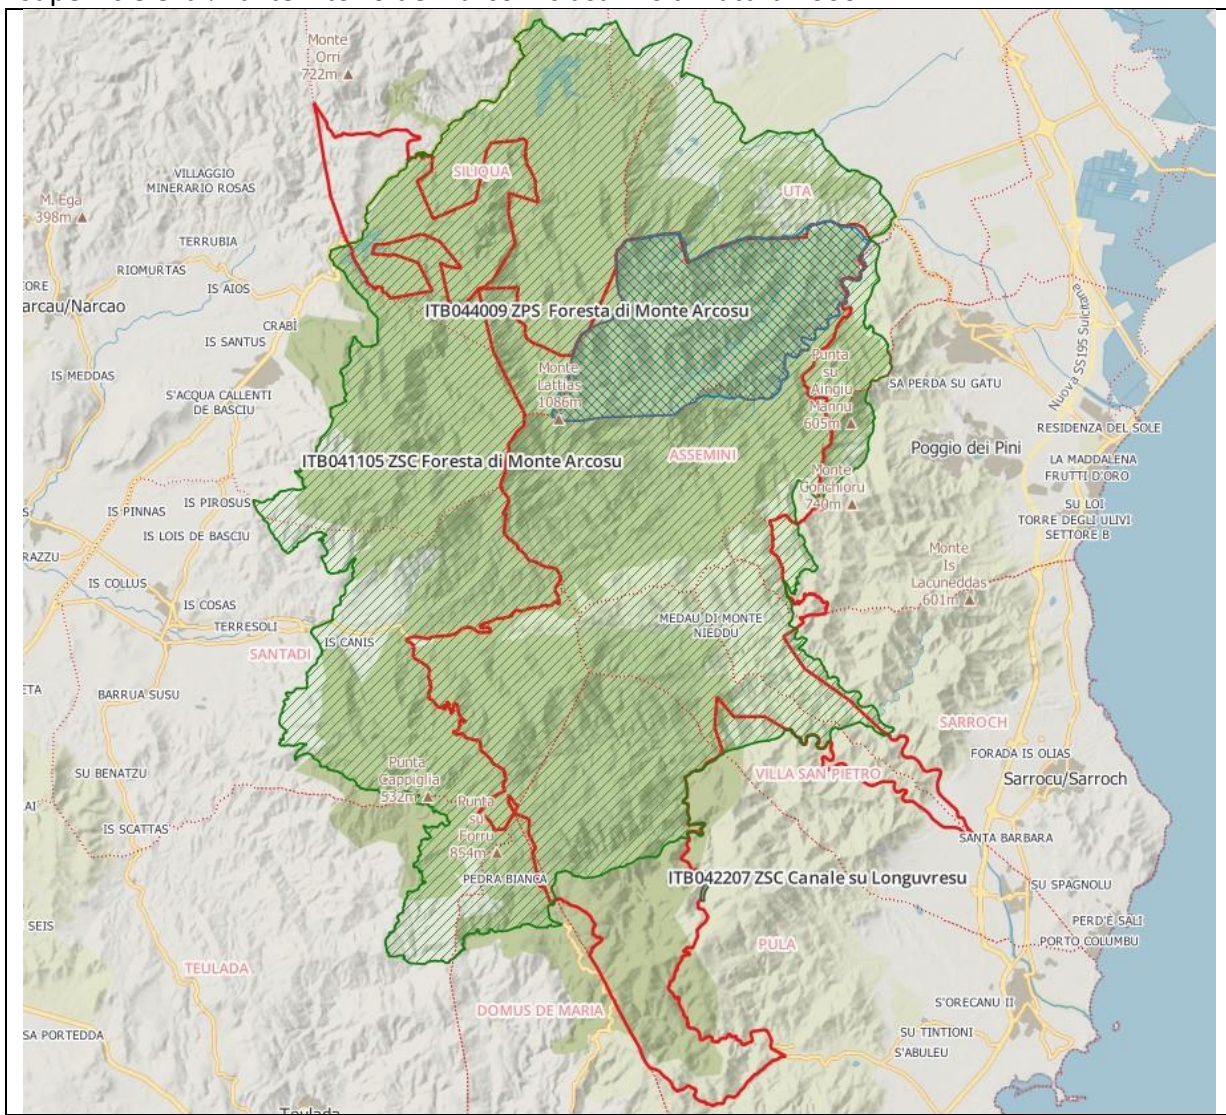 Monte
Orri
722m
VILLAGGIO
MINERARIO ROSAS
SILIQUA
UTA
M. Ega
398m
TERRUBIA
RIOMURTAS
IS AIOS
arcau/Narcao
CRABÌ
IS SANTUS
ITB044009 ZPS Foresta di Monte Arcosu
Nuova SS195 Sulcitana
IS MEDDAS
S'ACQUA CALLENTI
DE BASCIU
Monte
Lattias
1086m
Punta
su
Aingiu
Mannu
605m
SA PERDA SU GATU
RESIDENZA DEL SOLE
ITB041105 ZSC Foresta di Monte Arcosu
ASSEMINI
Poggio dei Pini
LA MADDALENA
FRUTTI D'ORO
Monte
Conchioru
740m
IS PIROSUS
IS PINNAS
IS LOIS DE BASCIU
SU LOI
TORRE DEGLI ULIVI
SETTORE B
RAZZU
IS COLLUS
Monte
Is
Lacuneddas
601m
IS COSAS
TERRESOLI
IS CANIS
MEDAU DI MONTE
NIEDDU
SANTADI
ETA
BARRUA SUSU
SARROCH
FORADA IS OLIAS
SU BENATZU
Punta
Cappiglia
532m
VILLA SAN PIETRO
Sarrocu/Sarroch
AI
IS SCATTAS
Punta
su
Forru
854m
SANTA BARBARA
PEDRA BIANCA
ITB042207 ZSC Canale su Longuvresu
SU SPAGNOLU
SEIS
PERD'E SALI
PORTO COLUMBU
PULA
TEULADA
DOMUS DE MARIA
S'ORECANU II
SA PORTEDDA
SU TINTIONI
S'ABULEU